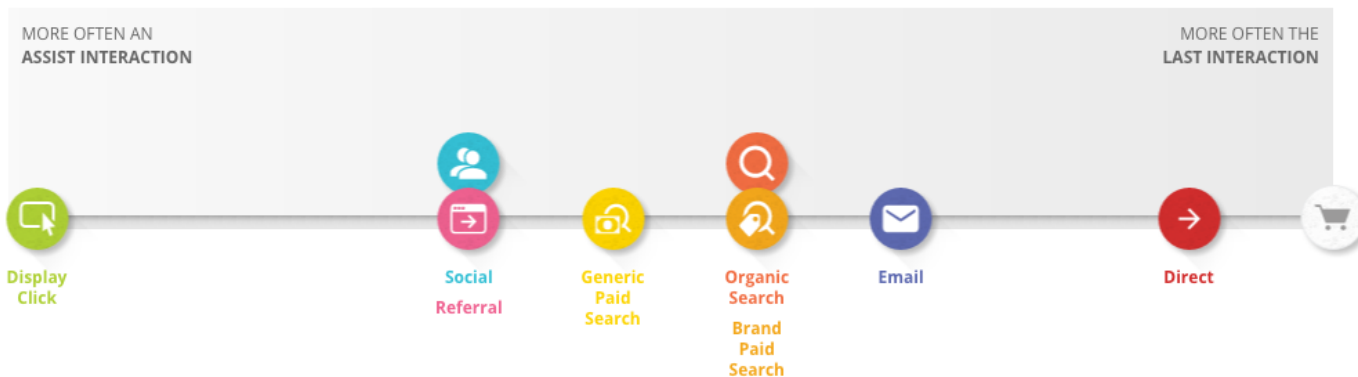 MORE OFTEN AN
ASSIST INTERACTION
MORE OFTEN THE
LAST INTERACTION
Display
Click
Social
Referral
Generic
Paid
Search
Organic
Search
Brand
Paid
Search
Email
Direct